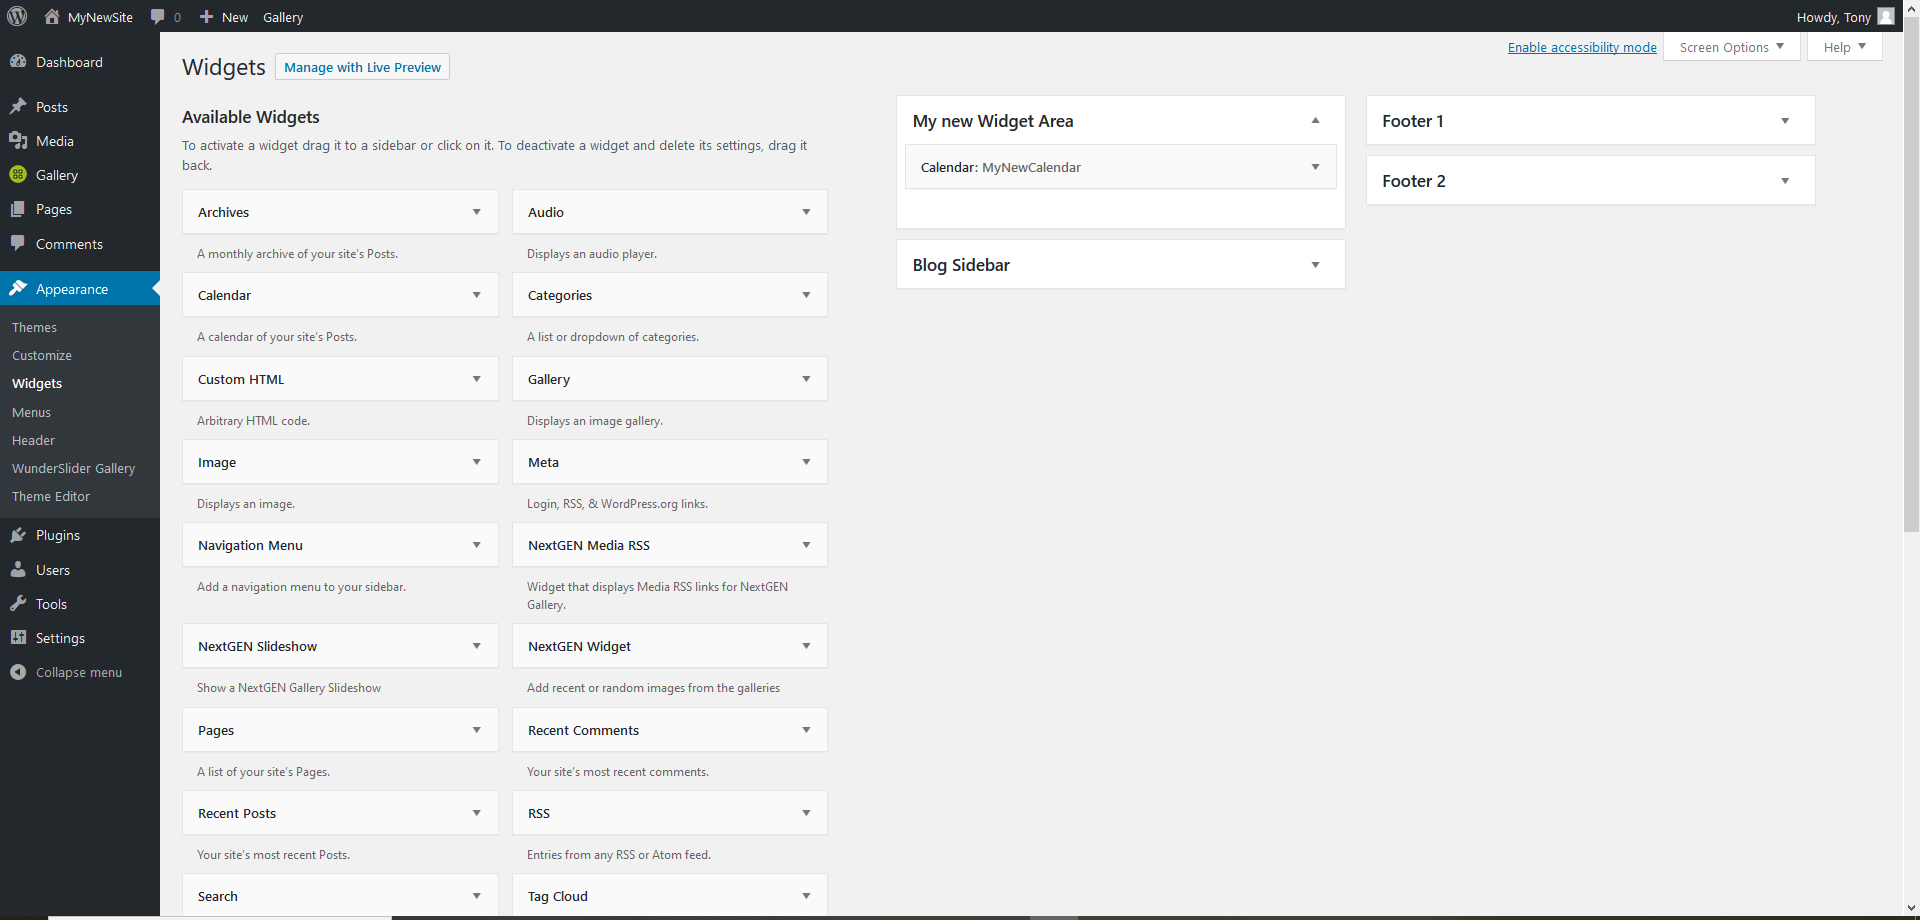 MyNewSite 0 New Gallery
Howdy, Tony
Dashboard
Posts
Media
Gallery
Pages
Comments
Appearance
Themes
Customize
Widgets
Menus
Header
WunderSlider Gallery
Theme Editor
Plugins
Users
Tools
Settings
Collapse menu
Enable accessibility mode
Screen Options
Help
Widgets
Manage with Live Preview
Available Widgets
To activate a widget drag it to a sidebar or click on it. To deactivate a widget and delete its settings, drag it
back.
Archives
A monthly archive of your site’s Posts.
Audio
Displays an audio player.
Calendar
A calendar of your site’s Posts.
Categories
A list or dropdown of categories.
Custom HTML
Arbitrary HTML code.
Gallery
Displays an image gallery.
Image
Displays an image.
Meta
Login, RSS, & WordPress.org links.
Navigation Menu
Add a navigation menu to your sidebar.
NextGEN Media RSS
Widget that displays Media RSS links for NextGEN
Gallery.
NextGEN Slideshow
Show a NextGEN Gallery Slideshow
NextGEN Widget
Add recent or random images from the galleries
Pages
A list of your site’s Pages.
Recent Comments
Your site’s most recent comments.
Recent Posts
Your site’s most recent Posts.
RSS
Entries from any RSS or Atom feed.
Search
Tag Cloud
My new Widget Area
Calendar: MyNewCalendar
Blog Sidebar
Footer 1
Footer 2